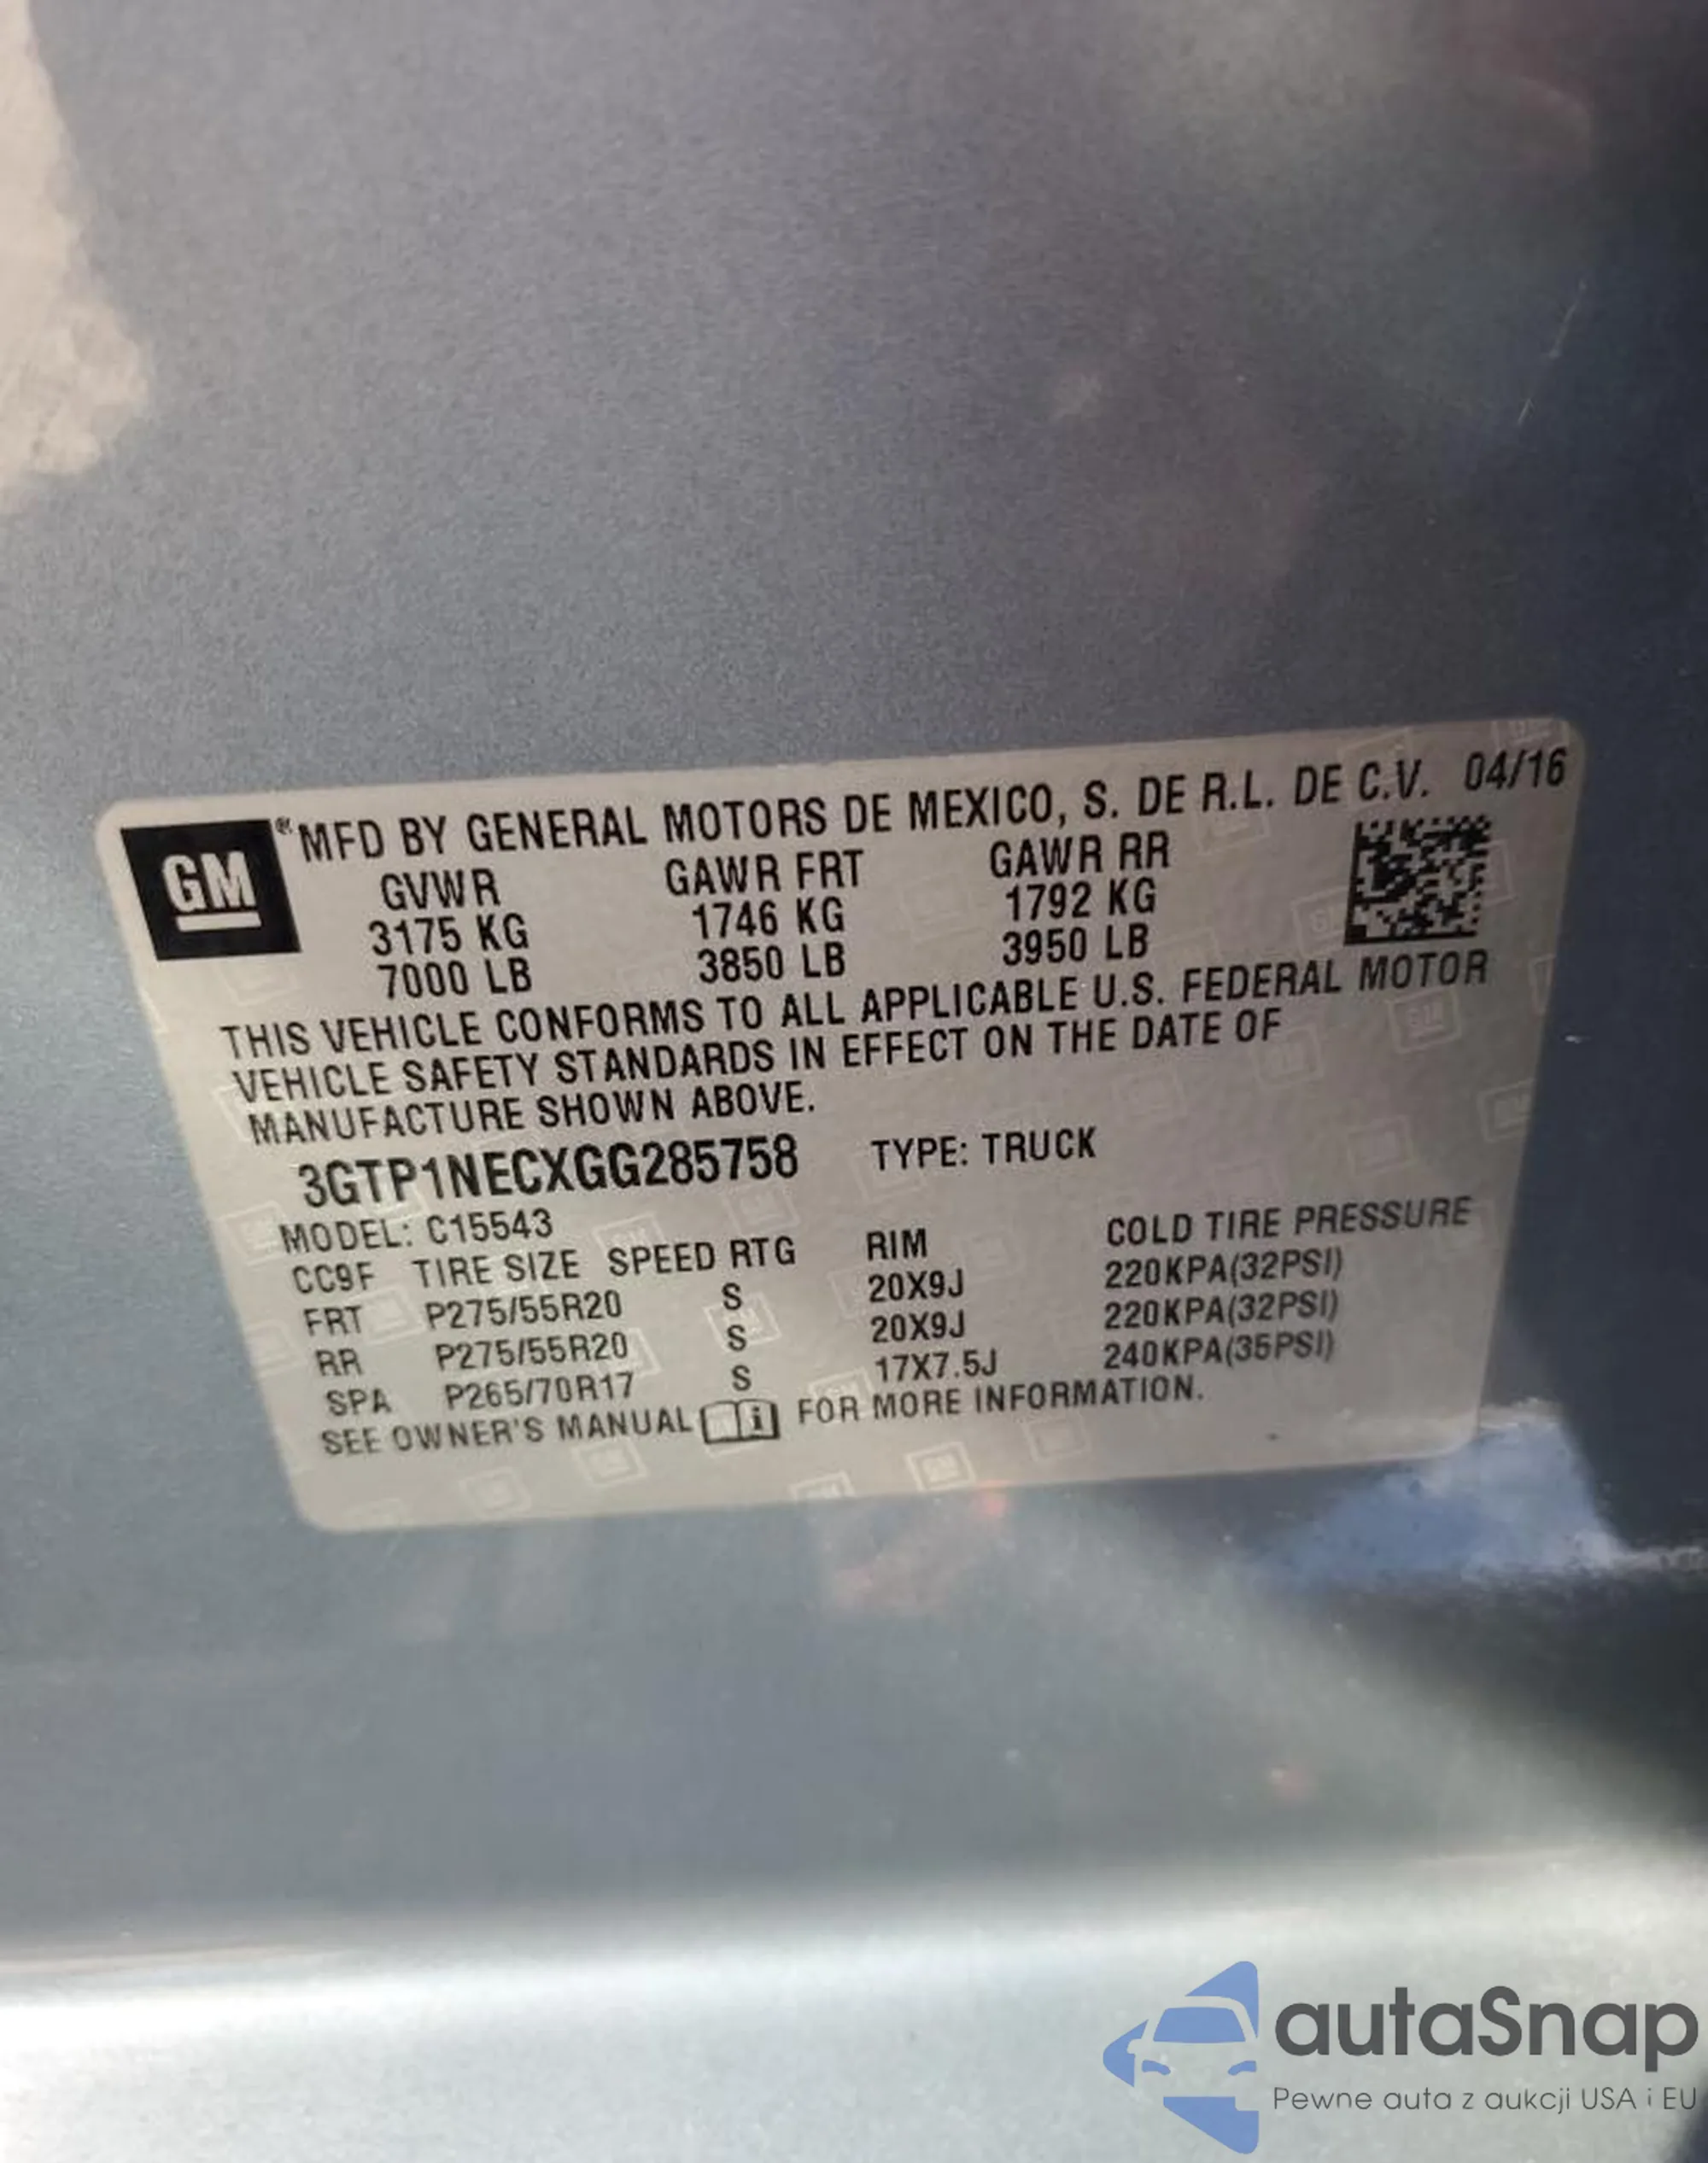 GM
® MFD BY GENERAL MOTORS DE MEXICO, S. DE R.L. DE C.V. 04/16
GVWR GAWR FRT GAWR RR
3175 KG 1746 KG 1792 KG
7000 LB 3850 LB 3950 LB
THIS VEHICLE CONFORMS TO ALL APPLICABLE U.S. FEDERAL MOTOR
VEHICLE SAFETY STANDARDS IN EFFECT ON THE DATE OF
MANUFACTURE SHOWN ABOVE.
3GTP1NECXGG285758 TYPE: TRUCK
MODEL: C15543
CC9F TIRE SIZE SPEED RTG RIM COLD TIRE PRESSURE
FRT P275/55R20 S 20X9J 220KPA(32PSI)
RR P275/55R20 S 20X9J 220KPA(32PSI)
SPA P265/70R17 S 17X7.5J 240KPA(35PSI)
SEE OWNER'S MANUAL i FOR MORE INFORMATION.
autaSnap
Pewne auta z aukcji USA i EU